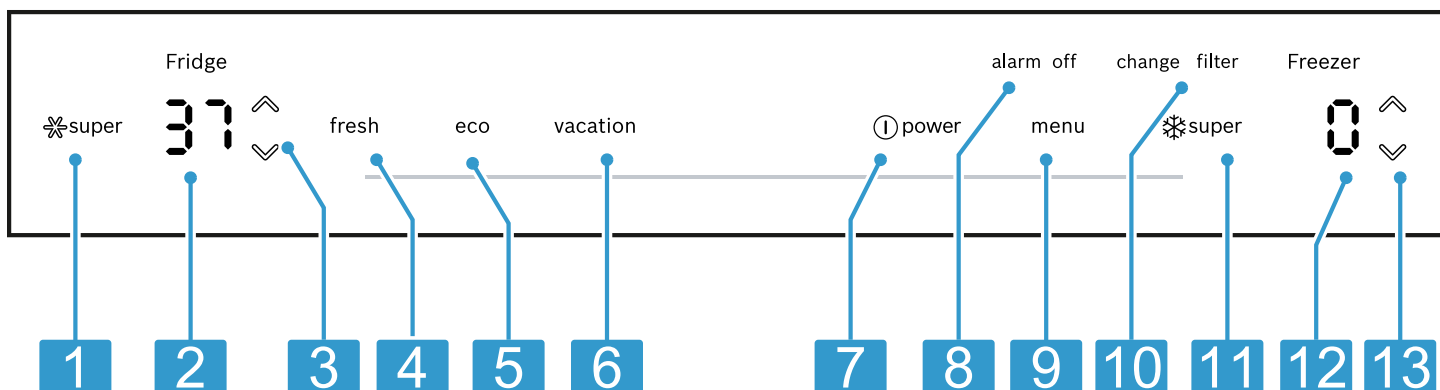 Fridge
alarm off
change filter
Freezer
super
37
fresh
eco
vacation
power
menu
super
0
1
2
3
4
5
6
7
8
9
10
11
12
13